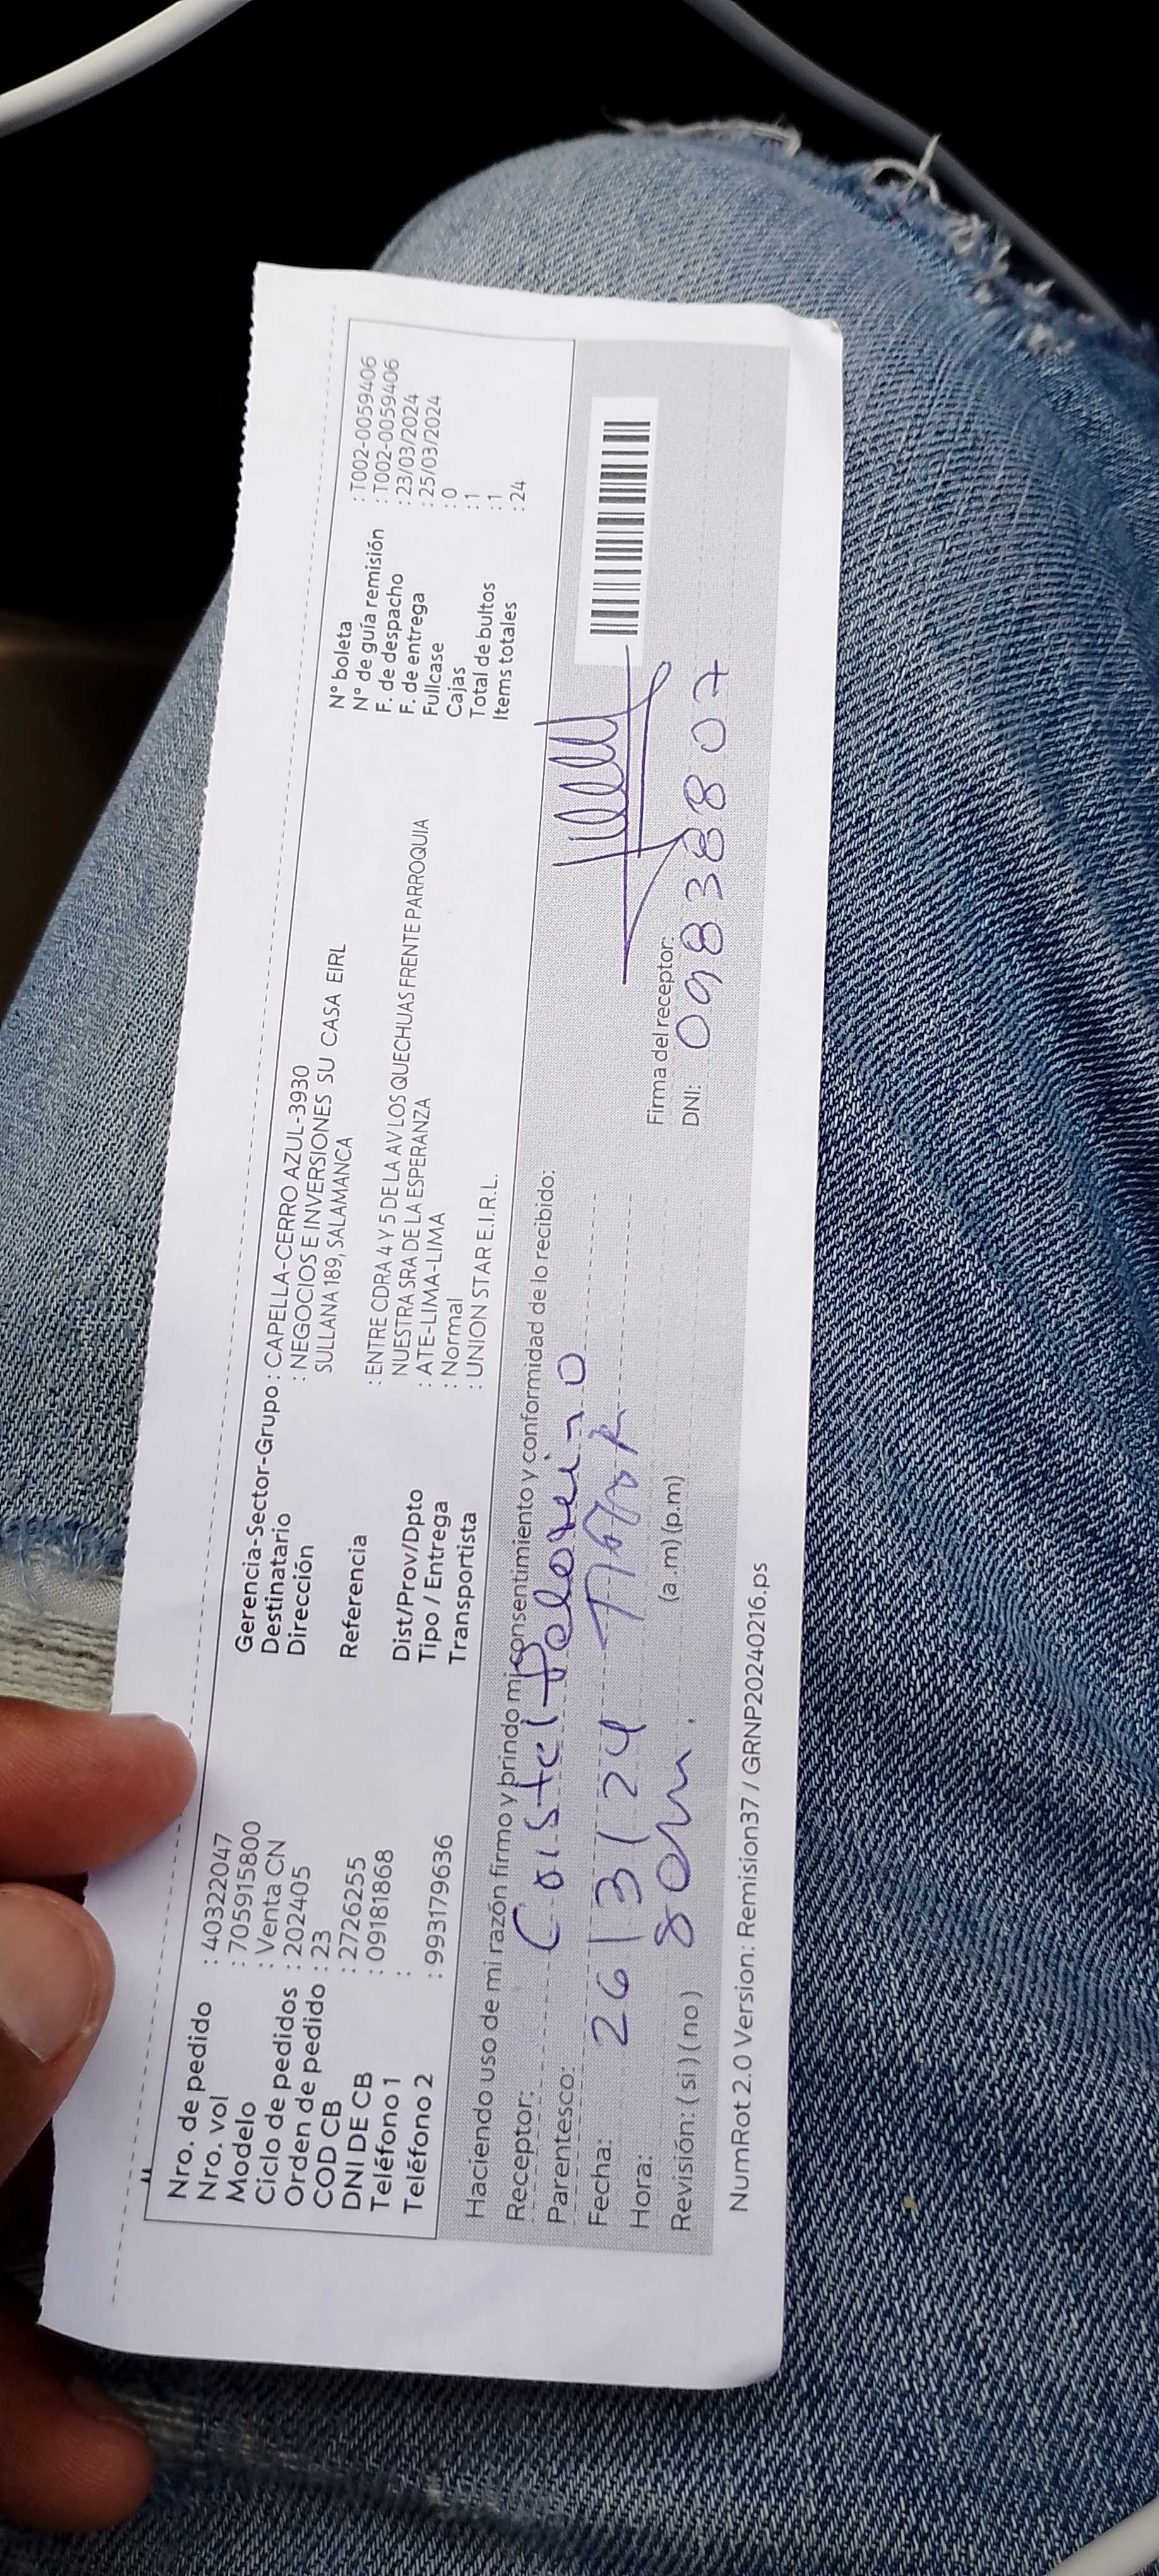 Nro. de pedido : 40322047
Nro. vol : 705915800
Modelo : Venta CN
Ciclo de pedidos : 202405
Orden de pedido : 23
COD CB : 2726255
DNI DE CB : 09181868
Teléfono 1 :
Teléfono 2 : 993179636
Gerencia-Sector-Grupo : CAPELLA-CERRO AZUL-3930
Destinatario : NEGOCIOS E INVERSIONES SU CASA EIRL
Dirección SULLANA 189, SALAMANCA
Referencia : ENTRE CDRA 4 Y 5 DE LA AV LOS QUECHUAS FRENTE PARROQUIA
NUESTRA SRA DE LA ESPERANZA
Dist/Prov/Dpto : ATE-LIMA-LIMA
Tipo / Entrega : Normal
Transportista : UNION STAR E.I.R.L.
N° boleta : T002-0059406
N° de guía remisión : T002-0059406
F. de despacho : 23/03/2024
F. de entrega : 25/03/2024
Fullcase : 0
Cajas : 1
Total de bultos : 1
Items totales : 24
Haciendo uso de mi razón firmo y brindo mi consentimiento y conformidad de lo recibido:
Receptor:
Parentesco:
Fecha: 26/3/24
Hora: (a.m) (p.m)
Revisión: (si) (no)
Firma del receptor:
DNI: 09838807
NumRot 2.0 Version: Remision37 / GRNP20240216.ps